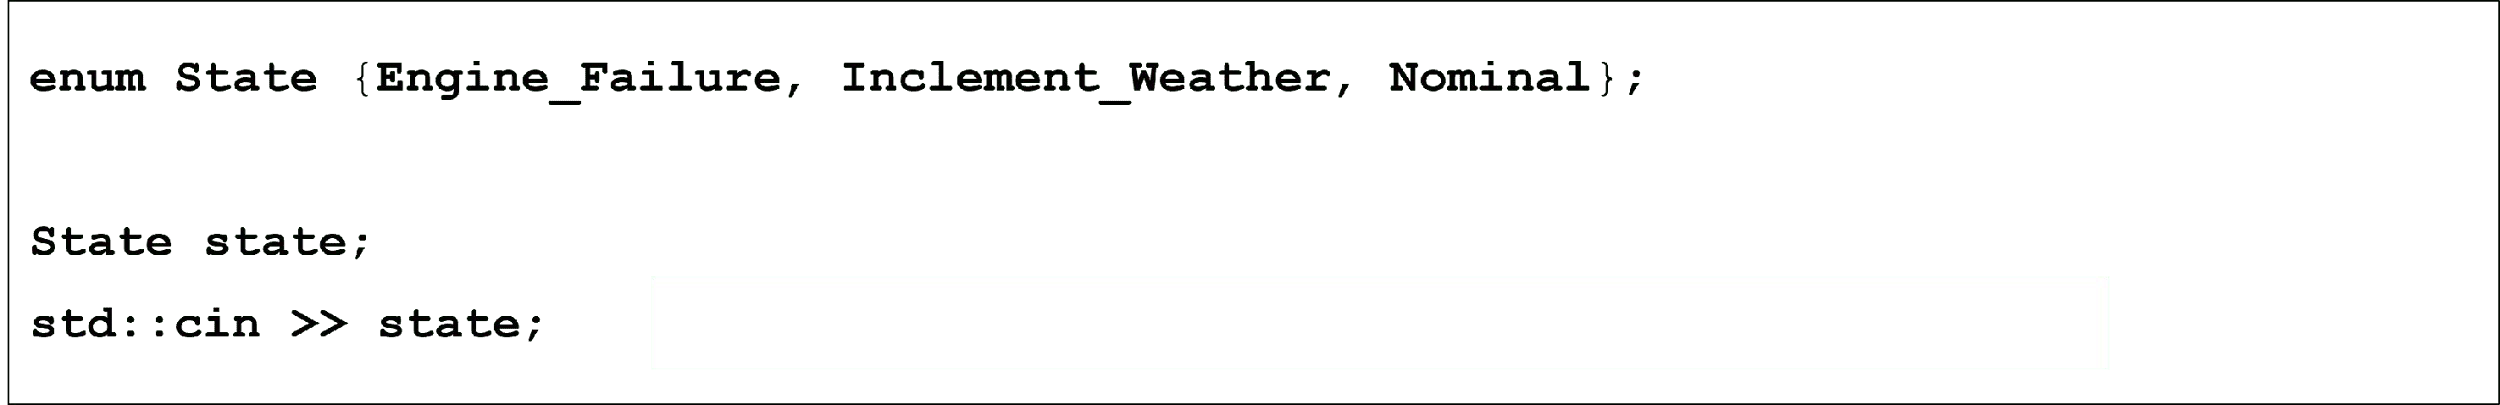 enum State {Engine_Failure, Inclement_Weather, Nominal};
State state;
std::cin >> state;